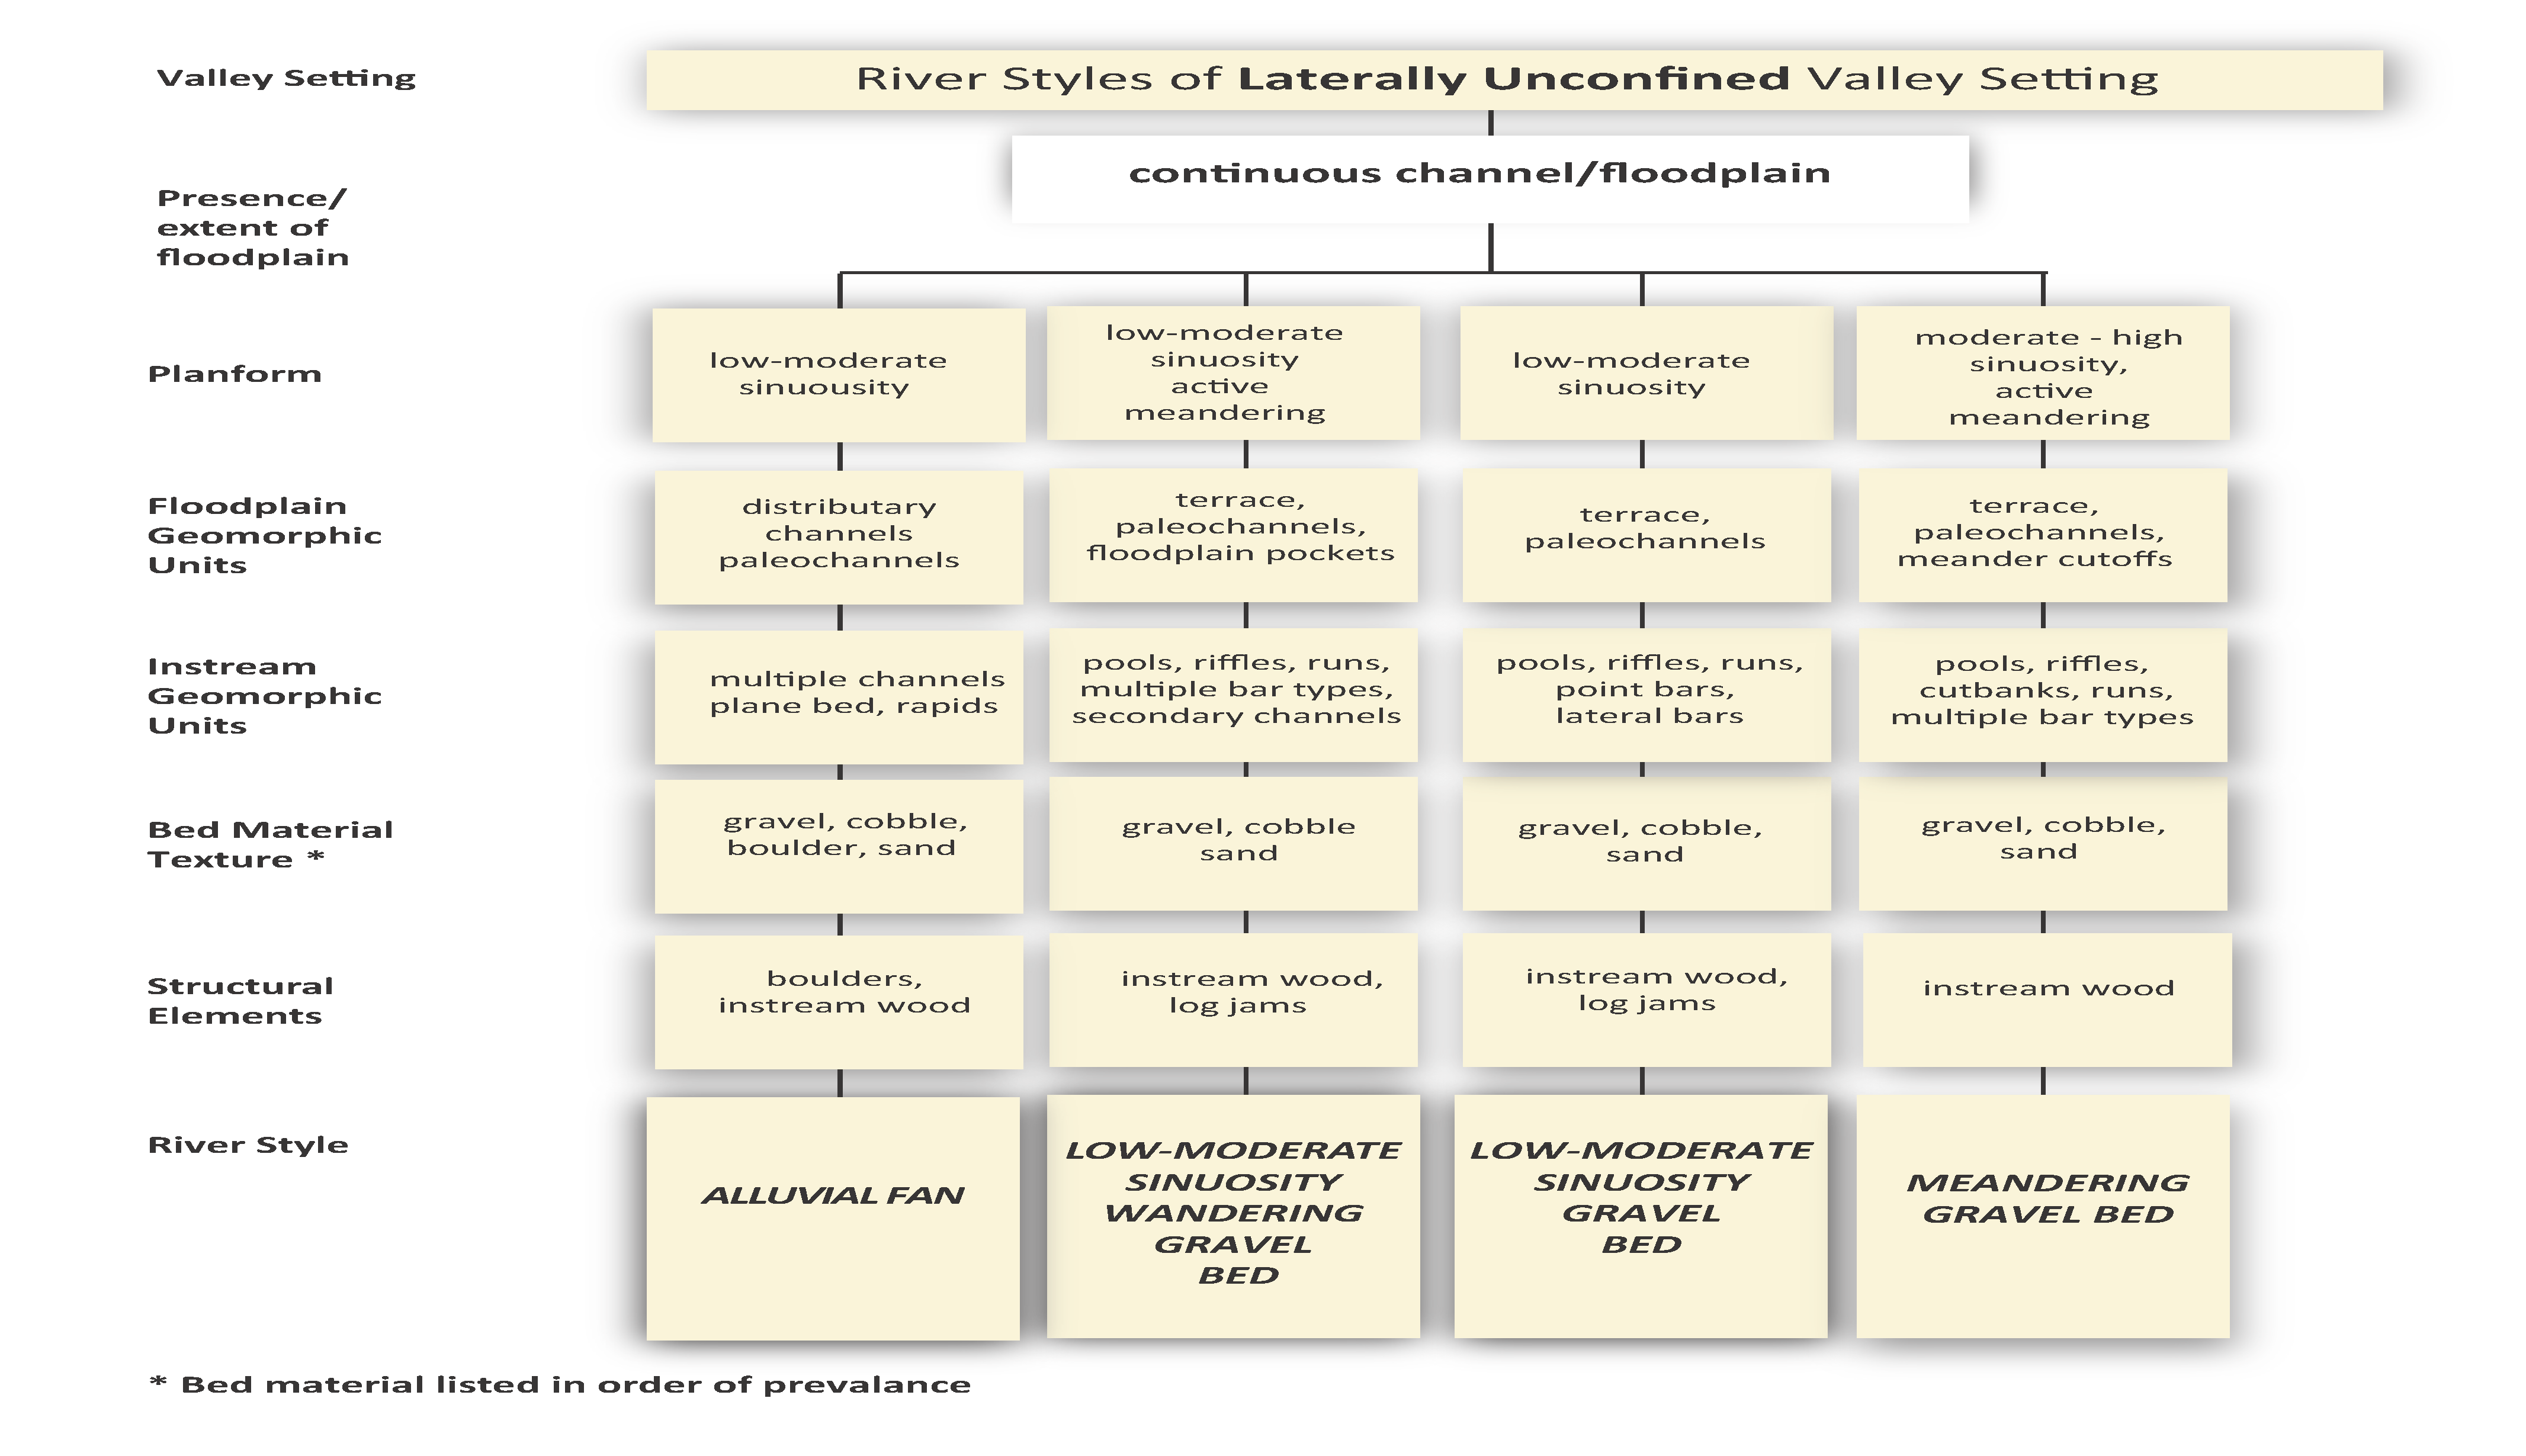 Valley Setting
River Styles of Laterally Unconfined Valley Setting
Presence/
extent of
floodplain
continuous channel/floodplain
Planform
low-moderate
sinuousity
low-moderate
sinuosity
active
meandering
low-moderate
sinuosity
moderate - high
sinuosity,
active
meandering
Floodplain
Geomorphic
Units
distributary
channels
paleochannels
terrace,
paleochannels,
floodplain pockets
terrace,
paleochannels
terrace,
paleochannels,
meander cutoffs
Instream
Geomorphic
Units
multiple channels
plane bed, rapids
pools, riffles, runs,
multiple bar types,
secondary channels
pools, riffles, runs,
point bars,
lateral bars
pools, riffles,
cutbanks, runs,
multiple bar types
Bed Material
Texture *
gravel, cobble,
boulder, sand
gravel, cobble
sand
gravel, cobble,
sand
gravel, cobble,
sand
Structural
Elements
boulders,
instream wood
instream wood,
log jams
instream wood,
log jams
instream wood
River Style
ALLUVIAL FAN
LOW-MODERATE
SINUOSITY
WANDERING
GRAVEL
BED
LOW-MODERATE
SINUOSITY
GRAVEL
BED
MEANDERING
GRAVEL BED
* Bed material listed in order of prevalance